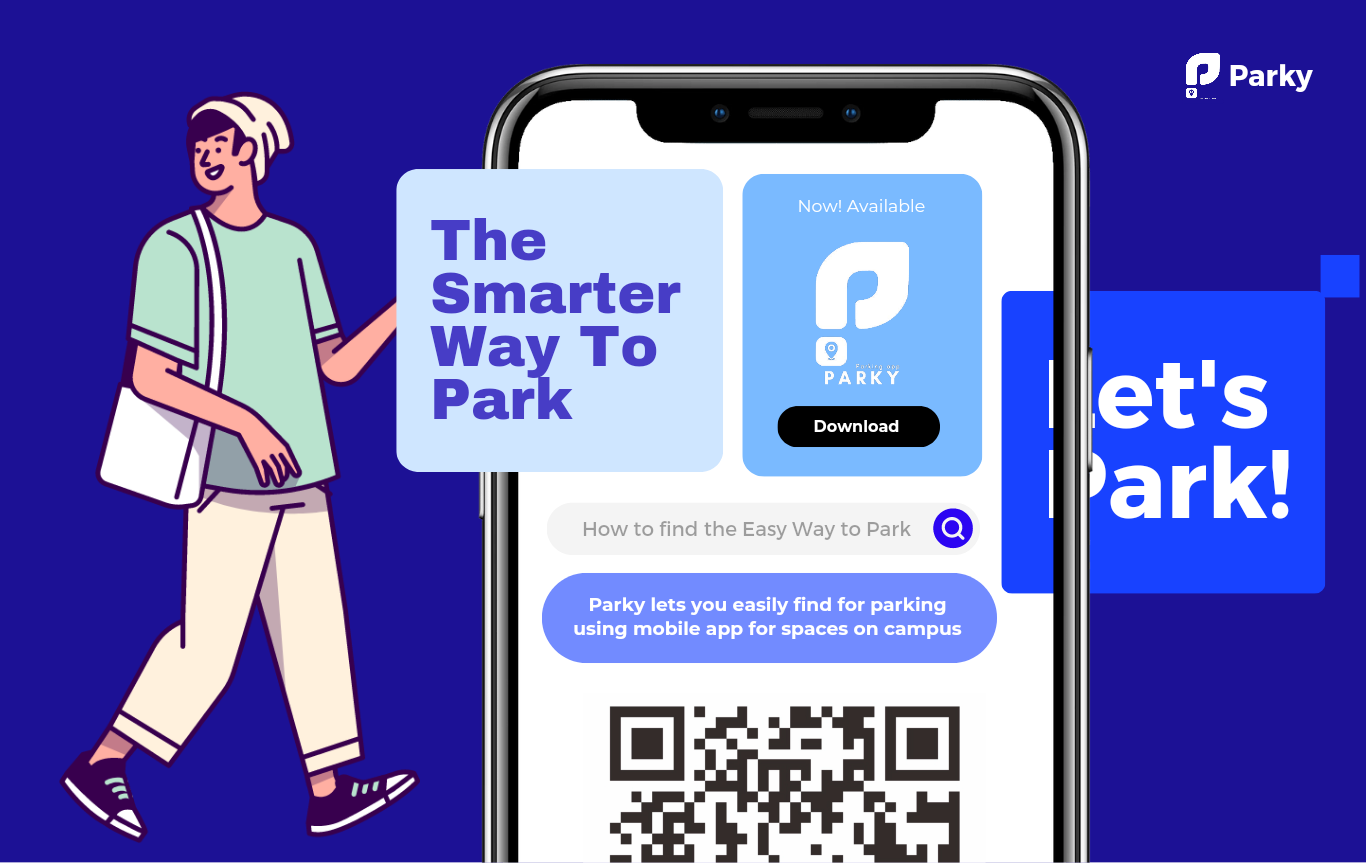 Parky
The
Smarter
Way To
Park
Now! Available
Parking app
PARKY
Download
Let's
Park!
How to find the Easy Way to Park
Parky lets you easily find for parking
using mobile app for spaces on campus